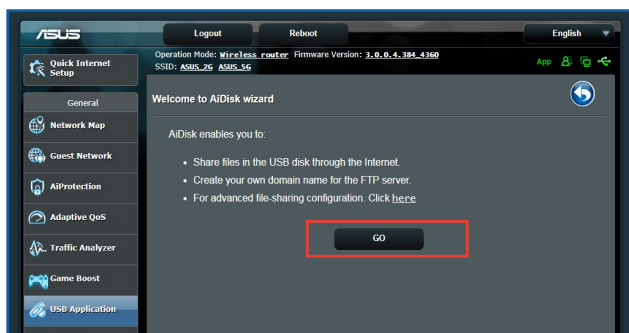 ASUS
Logout
Reboot
English
Quick Internet
Setup
Operation Mode: Wireless router Firmware Version: 3.0.0.4.384_4360
SSID: ASUS_2G ASUS_5G
App
General
Network Map
Guest Network
AiProtection
Adaptive QoS
Traffic Analyzer
Game Boost
USB Application
Welcome to AiDisk wizard
AiDisk enables you to:
• Share files in the USB disk through the Internet.
• Create your own domain name for the FTP server.
• For advanced file-sharing configuration. Click here
GO